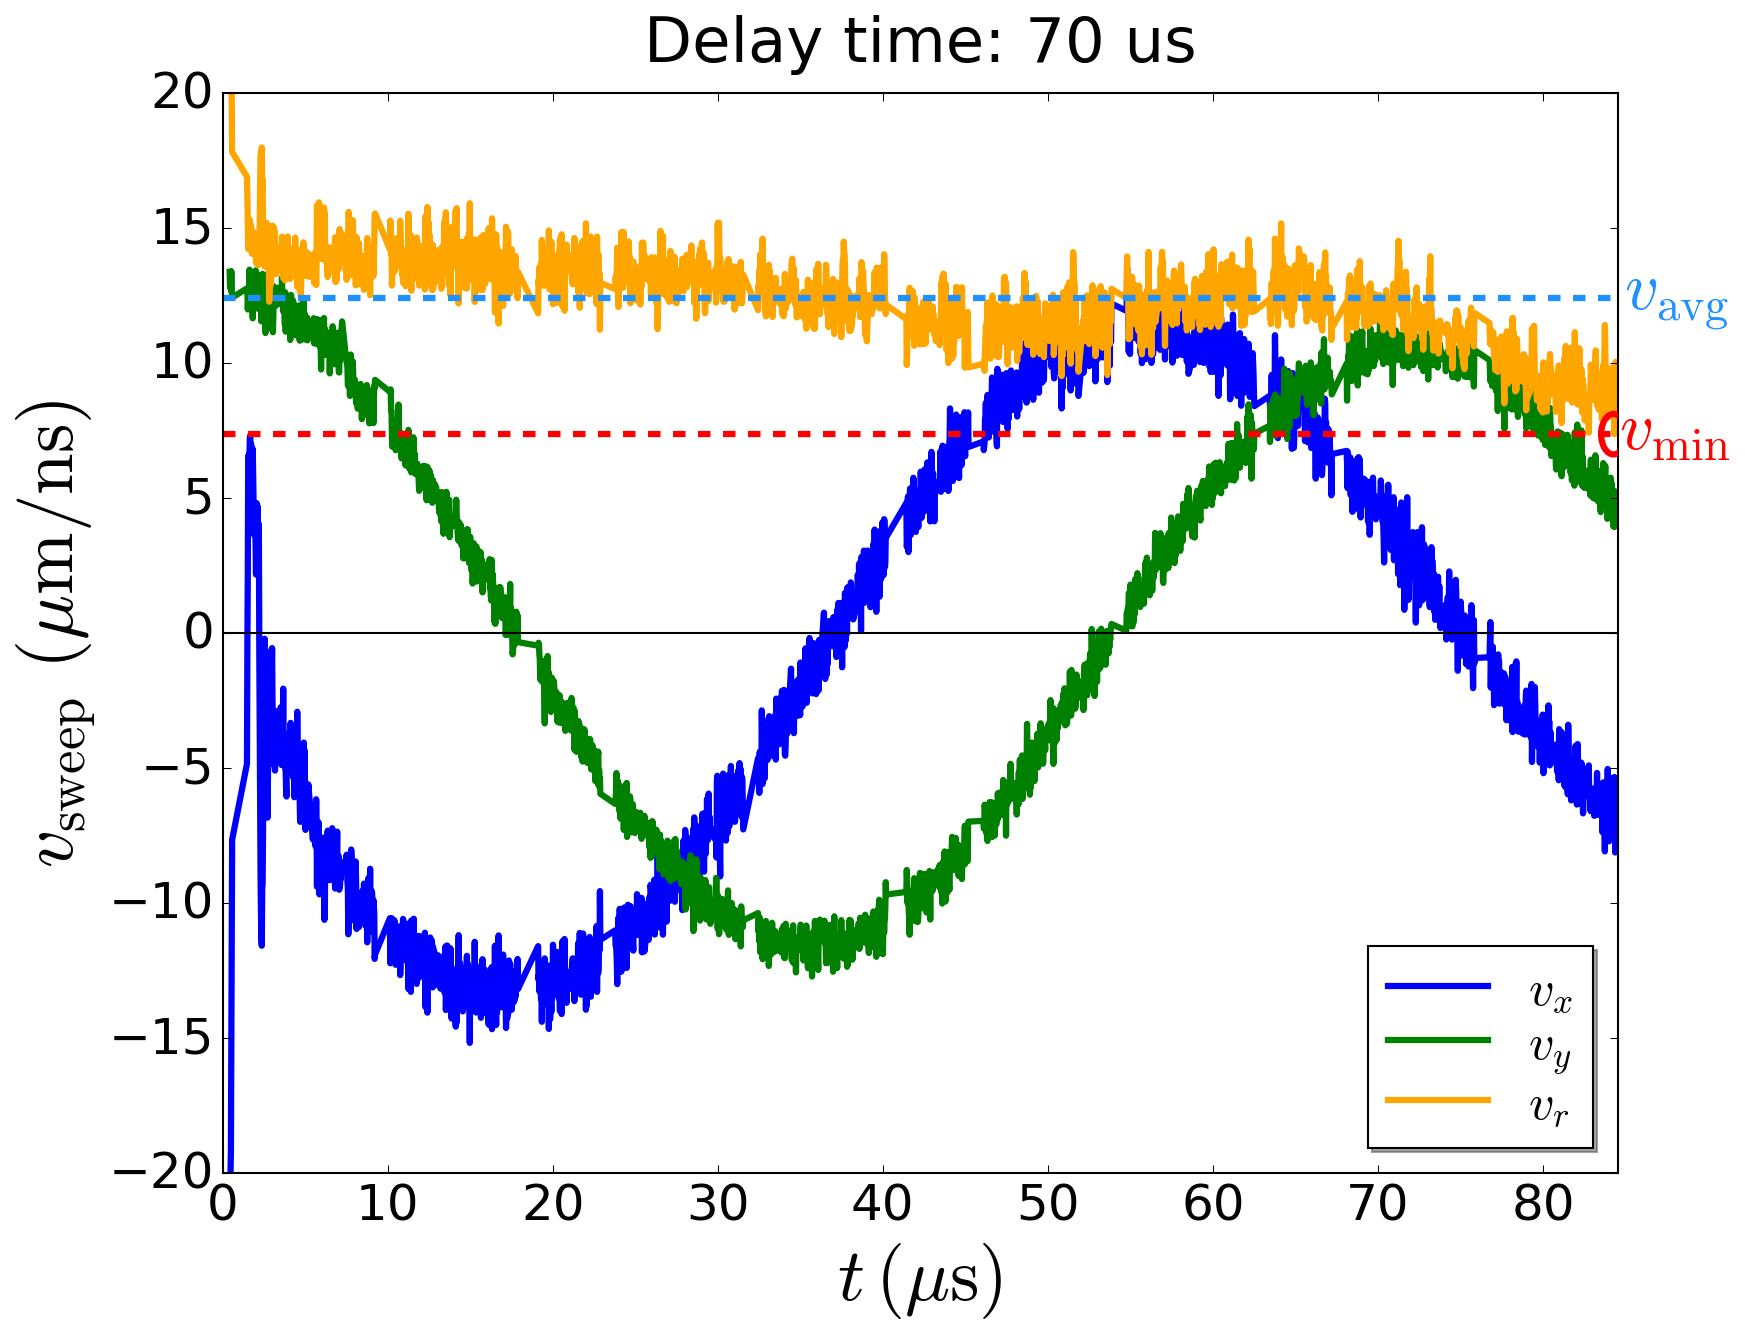 Delay time: 70 us
v_sweep (μm/ns)
20
15
10
5
0
−5
−10
−15
−20
v_avg
v_min
v_x
v_y
v_r
0 10 20 30 40 50 60 70 80
t (μs)